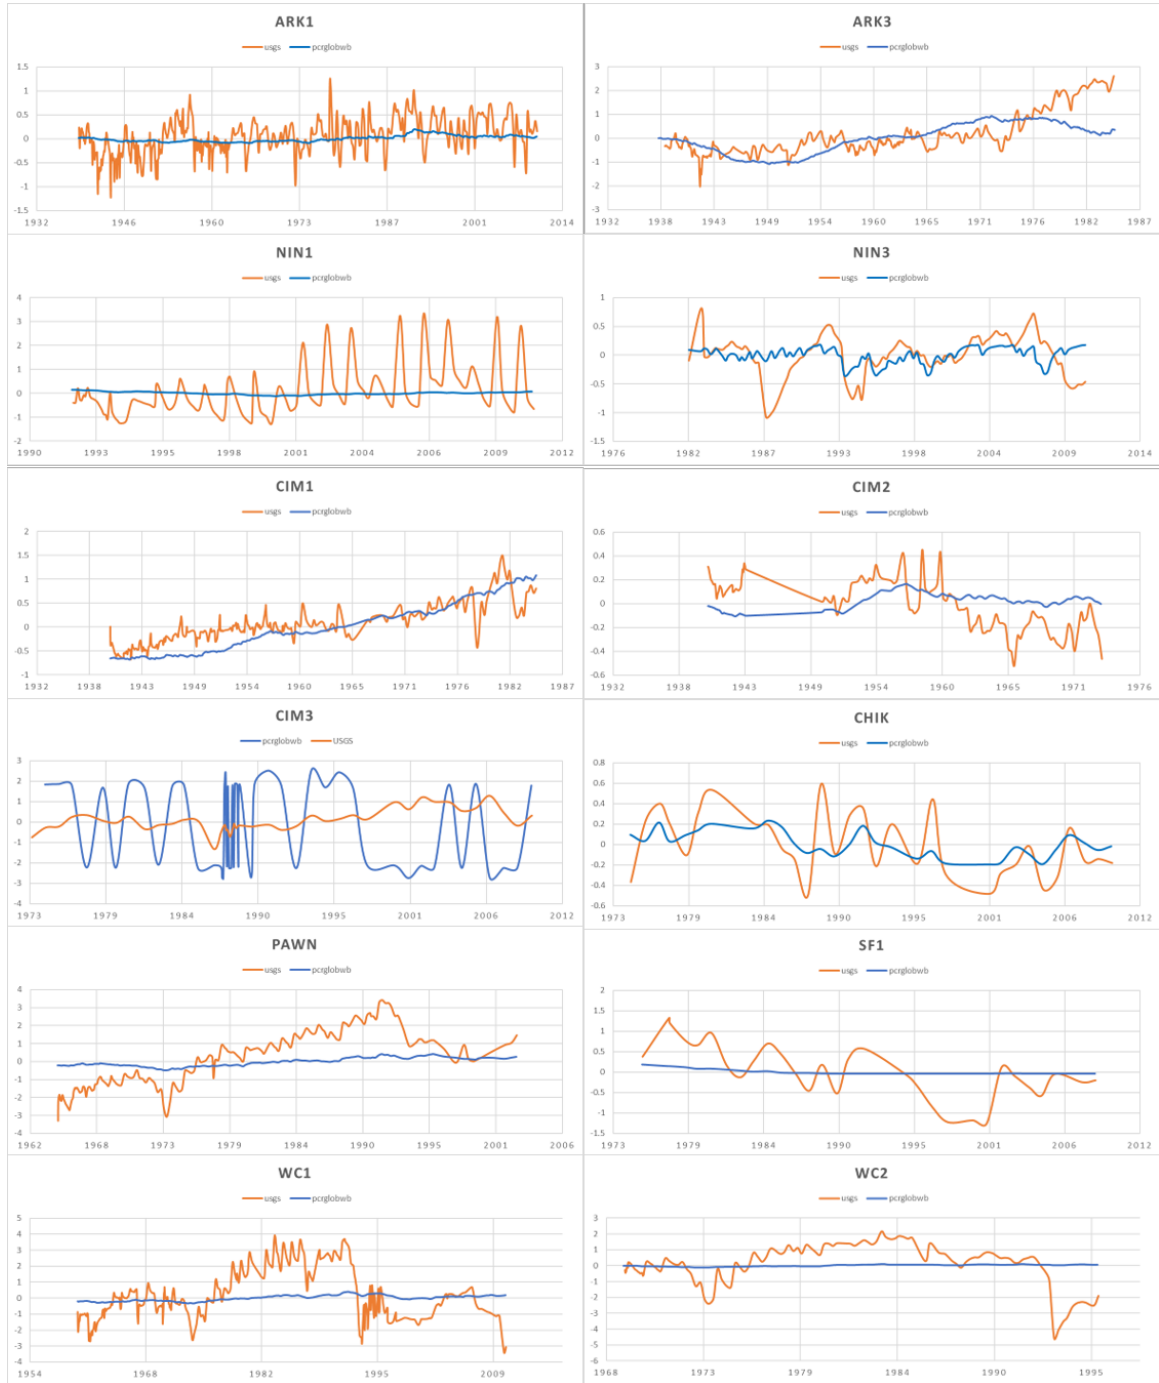 ARK1
usgs pcrglobwb
1.5
1
0.5
0
-0.5
-1
-1.5
1932 1946 1960 1973 1987 2001 2014
ARK3
usgs pcrglobwb
3
2
1
0
-1
-2
-3
1932 1938 1943 1949 1954 1960 1965 1971 1976 1982 1987
NIN1
usgs pcrglobwb
4
3
2
1
0
-1
-2
1990 1993 1995 1998 2001 2004 2006 2009 2012
NIN3
usgs pcrglobwb
1
0.5
0
-0.5
-1
-1.5
1976 1982 1987 1993 1998 2004 2009 2014
CIM1
usgs pcrglobwb
2
1.5
1
0.5
0
-0.5
-1
1932 1938 1943 1949 1954 1960 1965 1971 1976 1982 1987
CIM2
usgs pcrglobwb
0.6
0.4
0.2
0
-0.2
-0.4
-0.6
1932 1938 1943 1949 1954 1960 1965 1971 1976
CIM3
pcrglobwb USGS
3
2
1
0
-1
-2
-3
-4
1973 1979 1984 1990 1995 2001 2006 2012
CHIK
usgs pcrglobwb
0.8
0.6
0.4
0.2
0
-0.2
-0.4
-0.6
1973 1979 1984 1990 1995 2001 2006 2012
PAWN
usgs pcrglobwb
4
3
2
1
0
-1
-2
-3
-4
1962 1968 1973 1979 1984 1990 1995 2001 2006
SF1
usgs pcrglobwb
2
1.5
1
0.5
0
-0.5
-1
-1.5
1973 1979 1984 1990 1995 2001 2006 2012
WC1
usgs pcrglobwb
5
4
3
2
1
0
-1
-2
-3
-4
1954 1968 1982 1995 2009
WC2
usgs pcrglobwb
3
2
1
0
-1
-2
-3
-4
-5
-6
1968 1973 1979 1984 1990 1995